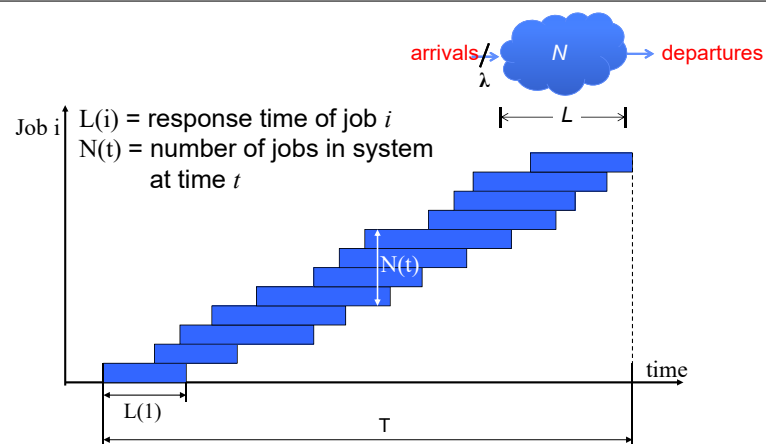 arrivals
N
departures
λ
L
Job i
L(i) = response time of job i
N(t) = number of jobs in system
at time t
N(t)
time
L(1)
T